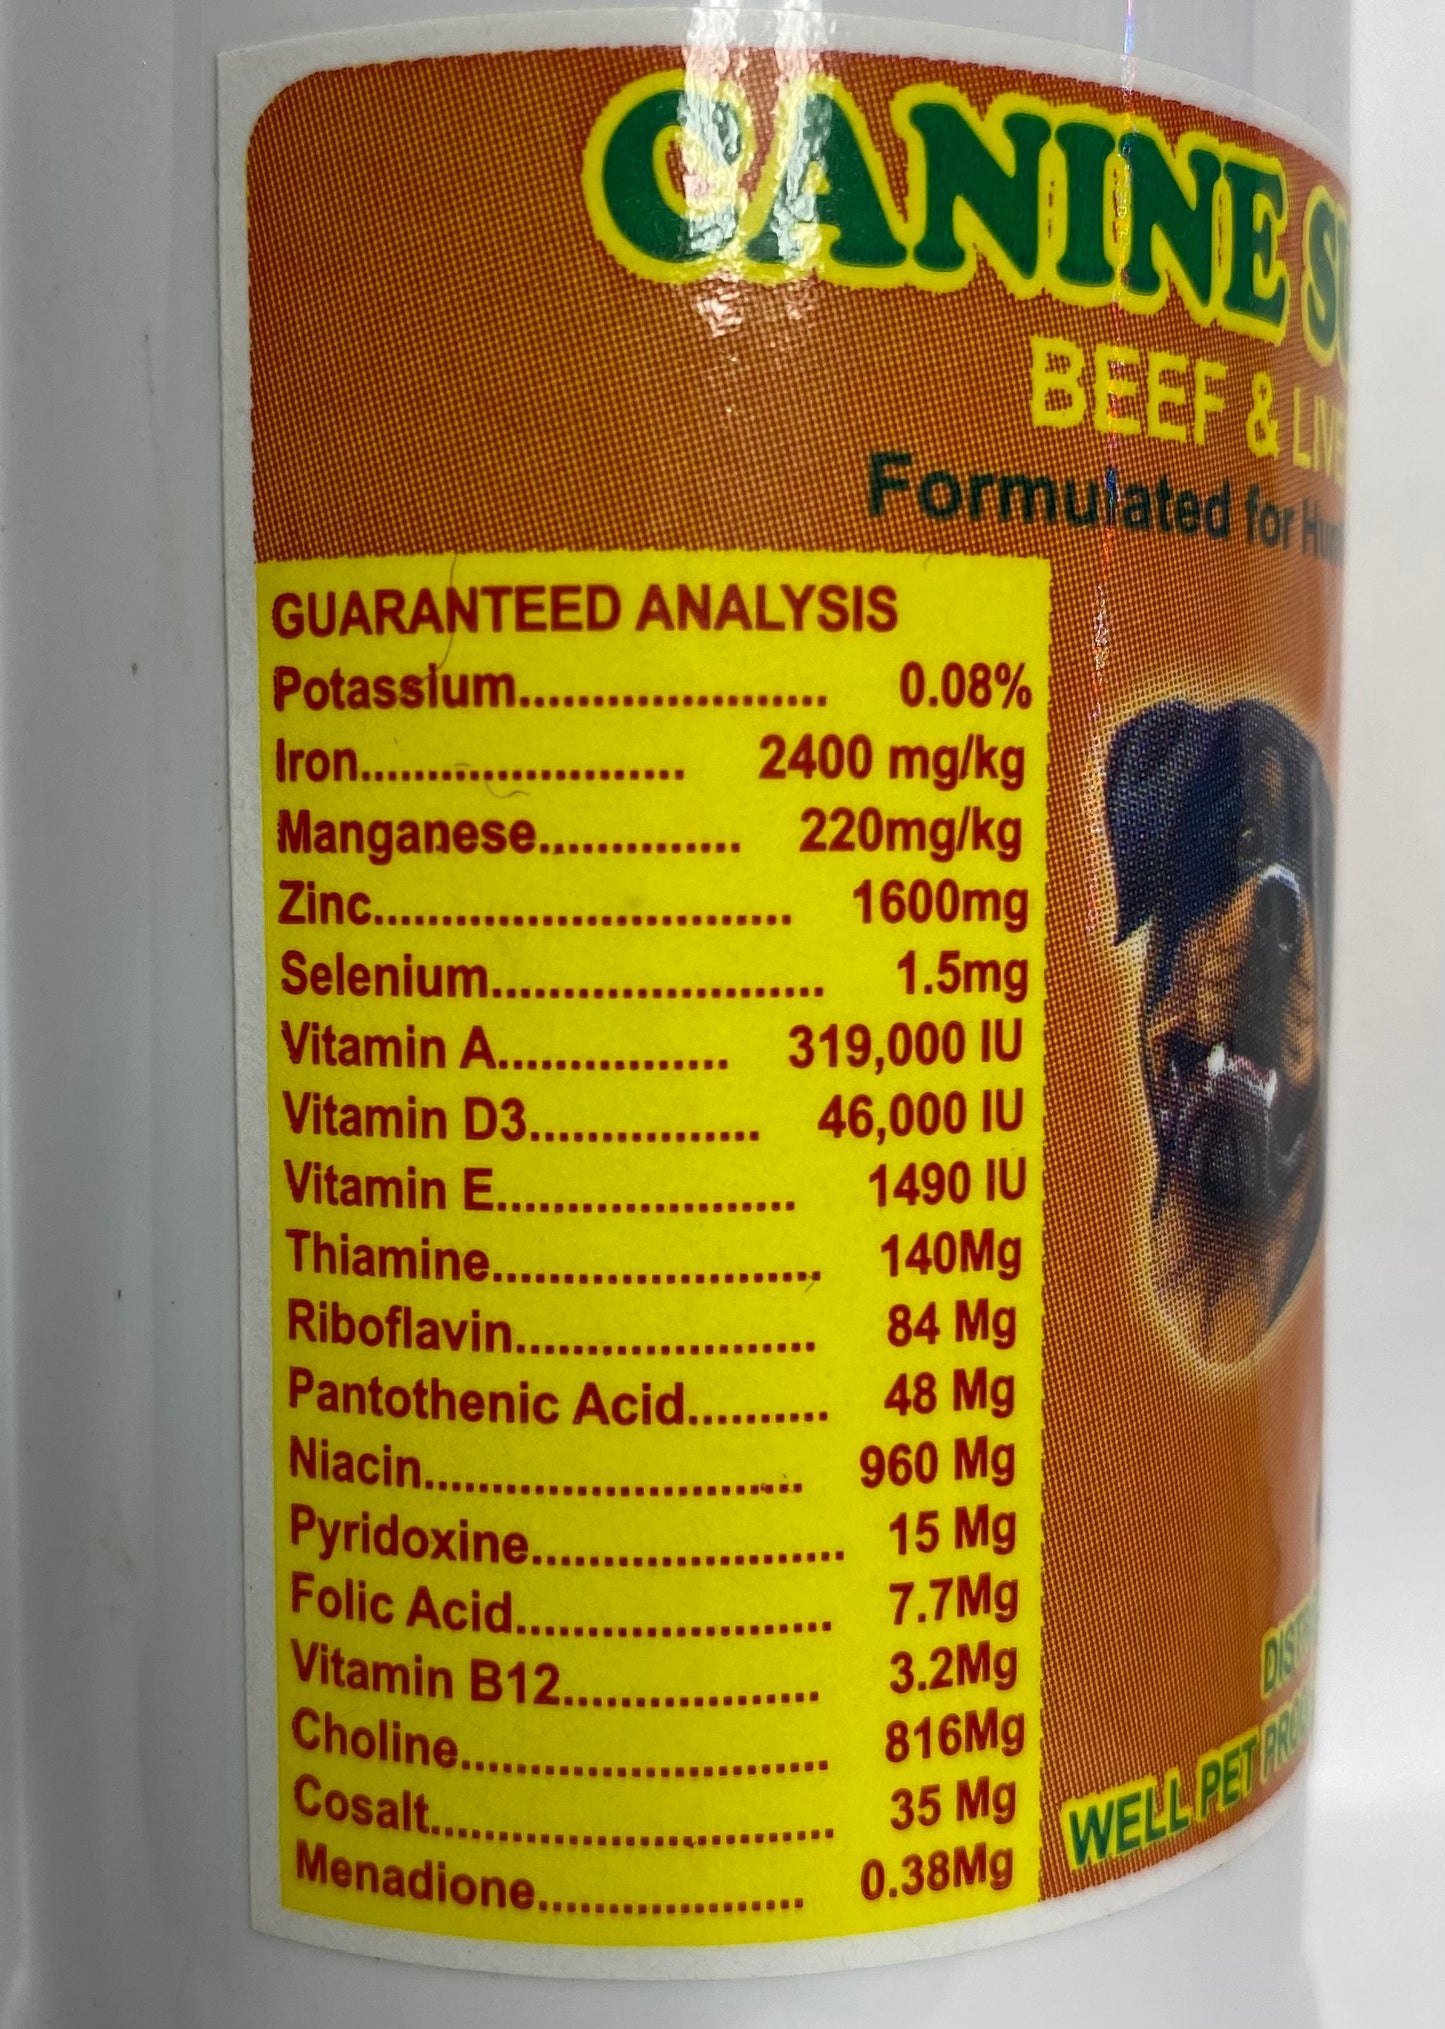 CANINE
BEEF &
Formulated for
GUARANTEED ANALYSIS
Potassium..................... 0.08%
Iron....................... 2400 mg/kg
Manganese.............. 220mg/kg
Zinc............................ 1600mg
Selenium....................... 1.5mg
Vitamin A................ 319,000 IU
Vitamin D3................ 46,000 IU
Vitamin E..................... 1490 IU
Thiamine....................... 140Mg
Riboflavin..................... 84 Mg
Pantothenic Acid.......... 48 Mg
Niacin........................... 960 Mg
Pyridoxine...................... 15 Mg
Folic Acid...................... 7.7Mg
Vitamin B12.................. 3.2Mg
Choline.......................... 816Mg
Cosalt............................ 35 Mg
Menadione................... 0.38Mg
WELL PET